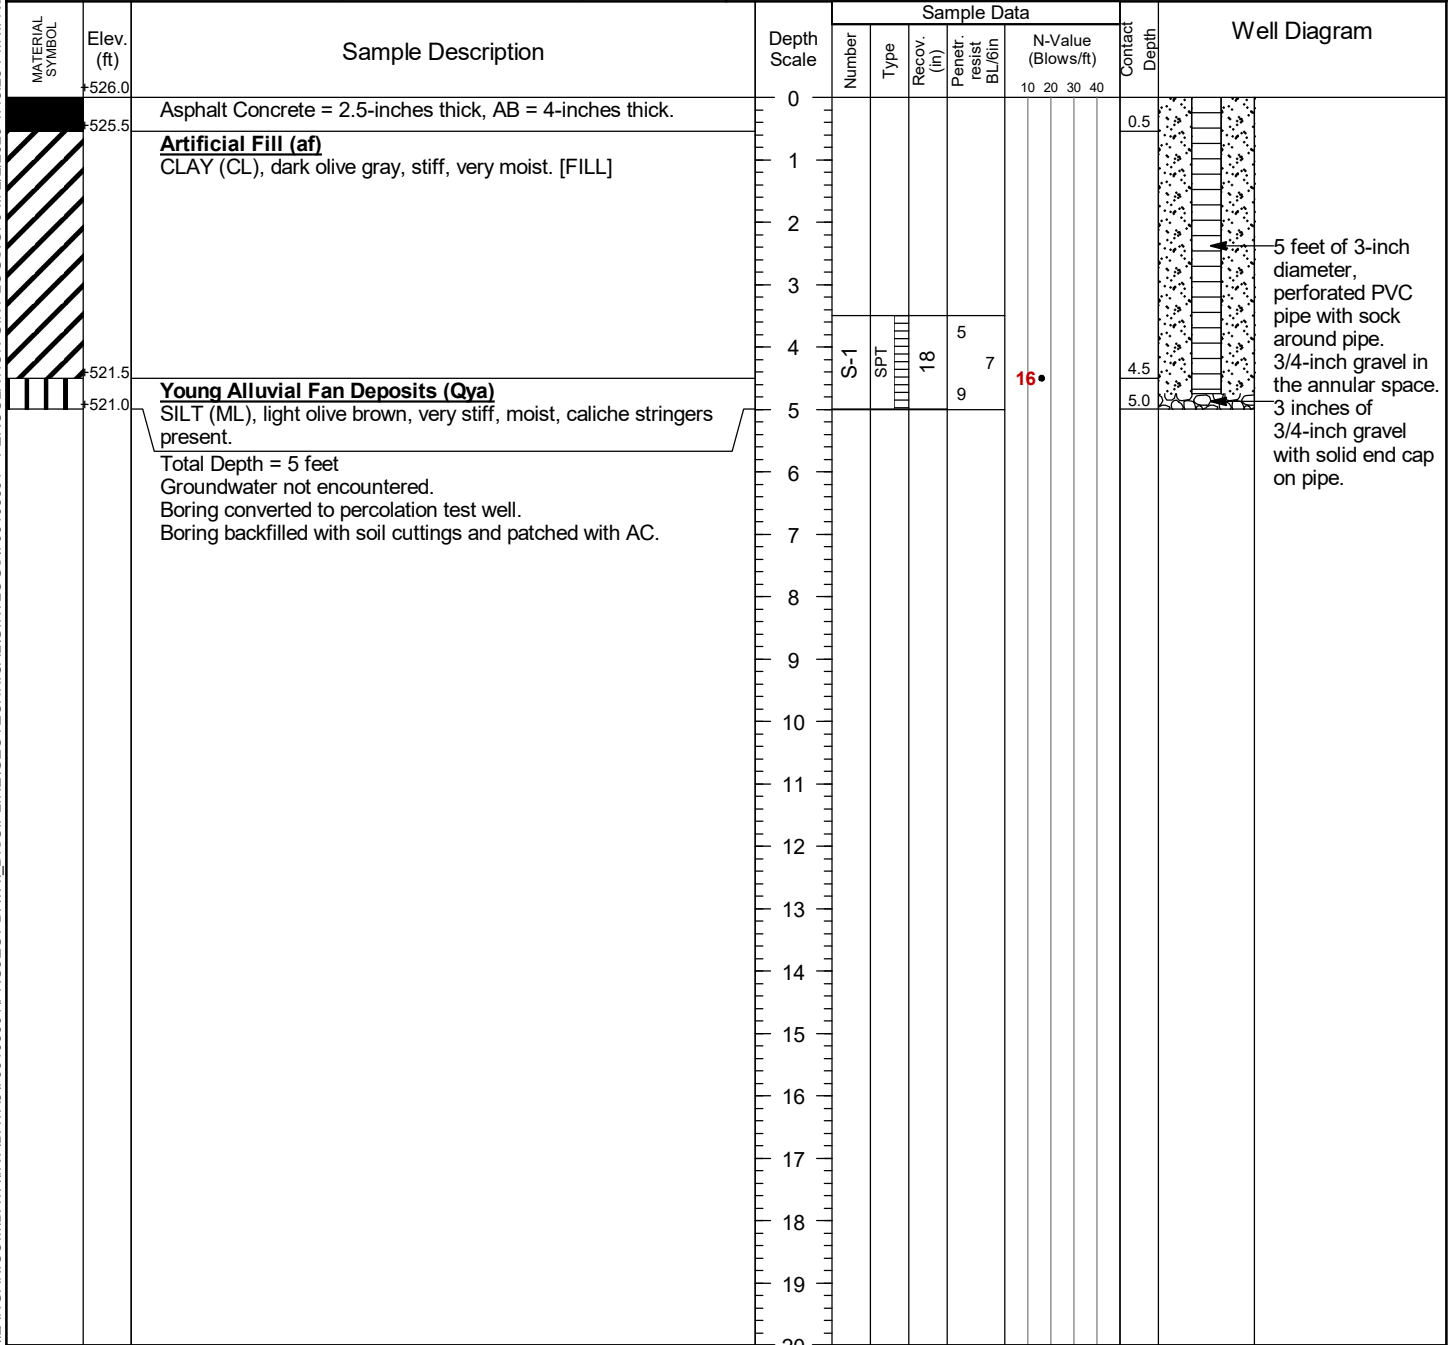 MATERIAL
SYMBOL
Elev.
(ft)
Sample Description
Depth
Scale
Sample Data
Number
Type
Recov.
(in)
Penetr.
resist
BL/6in
N-Value
(Blows/ft)
10 20 30 40
Contact
Depth
Well Diagram
+526.0
0
Asphalt Concrete = 2.5-inches thick, AB = 4-inches thick.
+525.5
0.5
Artificial Fill (af)
CLAY (CL), dark olive gray, stiff, very moist. [FILL]
1
2
3
4
S-1
SPT
18
5
7
9
16
5 feet of 3-inch
diameter,
perforated PVC
pipe with sock
around pipe.
3/4-inch gravel in
the annular space.
3 inches of
3/4-inch gravel
with solid end cap
on pipe.
+521.5
4.5
Young Alluvial Fan Deposits (Qya)
+521.0
5
5.0
SILT (ML), light olive brown, very stiff, moist, caliche stringers
present.
Total Depth = 5 feet
6
Groundwater not encountered.
Boring converted to percolation test well.
Boring backfilled with soil cuttings and patched with AC.
7
8
9
10
11
12
13
14
15
16
17
18
19
20